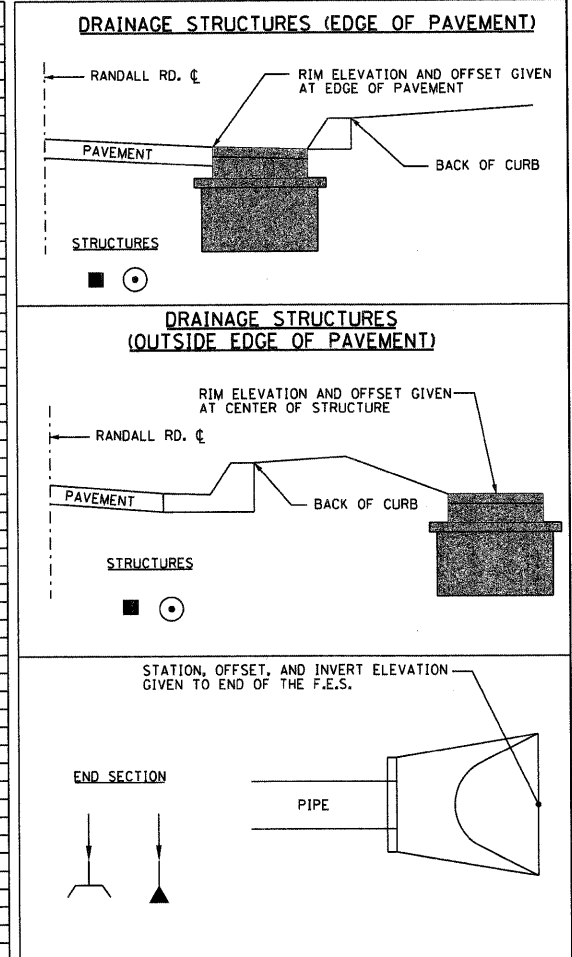 DRAINAGE STRUCTURES (EDGE OF PAVEMENT)
RANDALL RD. ℄
RIM ELEVATION AND OFFSET GIVEN
AT EDGE OF PAVEMENT
PAVEMENT
BACK OF CURB
STRUCTURES
DRAINAGE STRUCTURES
(OUTSIDE EDGE OF PAVEMENT)
RIM ELEVATION AND OFFSET GIVEN
AT CENTER OF STRUCTURE
RANDALL RD. ℄
PAVEMENT
BACK OF CURB
STRUCTURES
STATION, OFFSET, AND INVERT ELEVATION
GIVEN TO END OF THE F.E.S.
END SECTION
PIPE